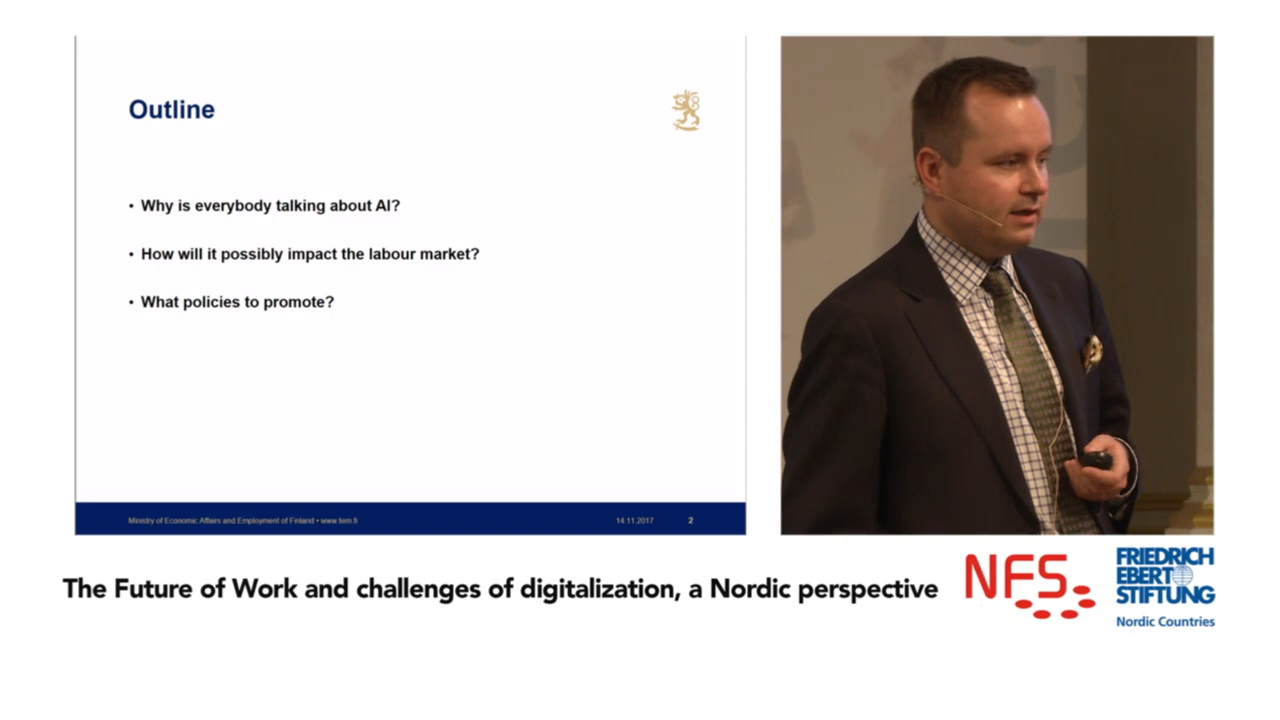 Outline
• Why is everybody talking about AI?
• How will it possibly impact the labour market?
• What policies to promote?
Ministry of Economic Affairs and Employment of Finland • www.tem.fi 14.11.2017 2
The Future of Work and challenges of digitalization, a Nordic perspective
NFS
FRIEDRICH
EBERT
STIFTUNG
Nordic Countries